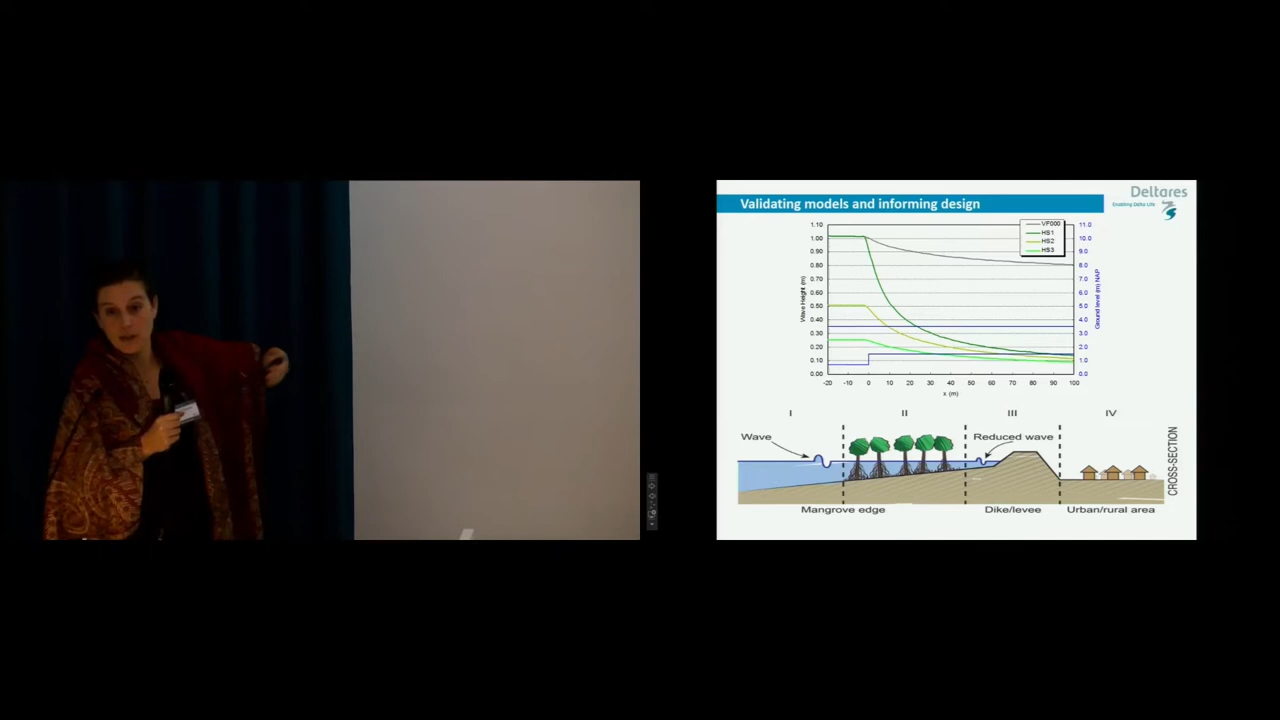 Validating models and informing design
Deltares
Enabling Delta Life
VF000
HS1
HS2
HS3
1.10
1.00
0.90
0.80
0.70
0.60
0.50
0.40
0.30
0.20
0.10
0.00
Wave Height (m)
11.0
10.0
9.0
8.0
7.0
6.0
5.0
4.0
3.0
2.0
1.0
0.0
Ground level (m) NAP
-20 -10 0 10 20 30 40 50 60 70 80 90 100
x (m)
I II III IV
Wave
Reduced wave
CROSS-SECTION
Mangrove edge Dike/levee Urban/rural area